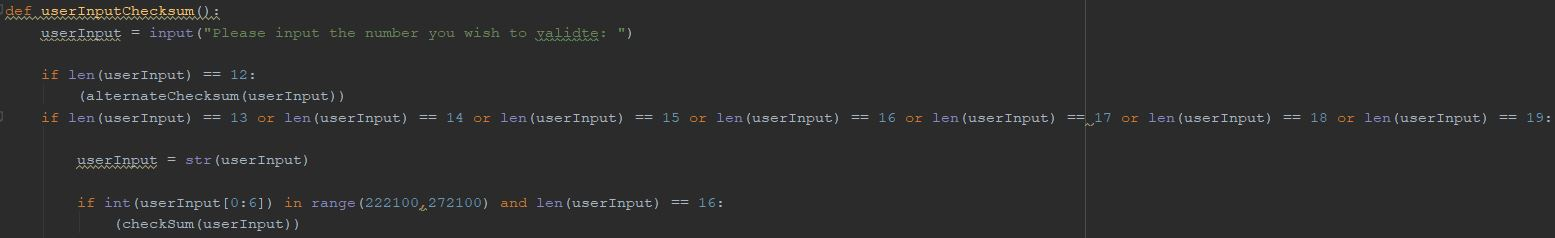 def userInputChecksum():
    userInput = input("Please input the number you wish to validte: ")
    if len(userInput) == 12:
        (alternateChecksum(userInput))
    if len(userInput) == 13 or len(userInput) == 14 or len(userInput) == 15 or len(userInput) == 16 or len(userInput) == 17 or len(userInput) == 18 or len(userInput) == 19:
        userInput = str(userInput)
        if int(userInput[0:6]) in range(222100,272100) and len(userInput) == 16:
            (checkSum(userInput))